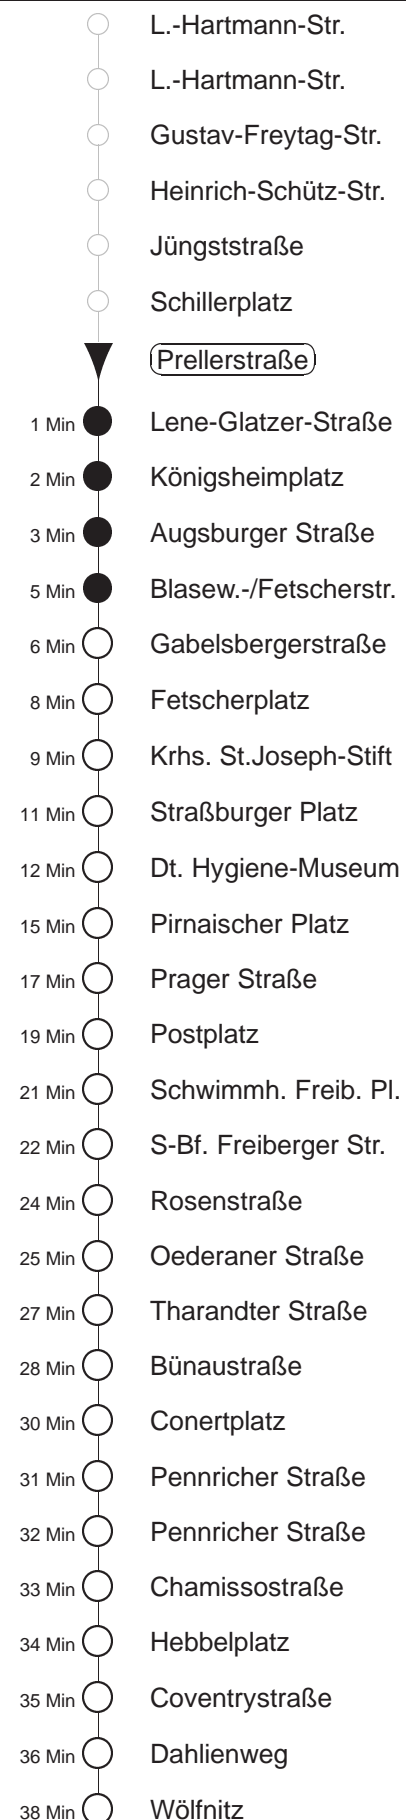 L.-Hartmann-Str.
L.-Hartmann-Str.
Gustav-Freytag-Str.
Heinrich-Schütz-Str.
Jüngststraße
Schillerplatz
Prellerstraße
1 Min Lene-Glatzer-Straße
2 Min Königsheimplatz
3 Min Augsburger Straße
5 Min Blasew.-/Fetscherstr.
6 Min Gabelsbergerstraße
8 Min Fetscherplatz
9 Min Krhs. St.Joseph-Stift
11 Min Straßburger Platz
12 Min Dt. Hygiene-Museum
15 Min Pirnaischer Platz
17 Min Prager Straße
19 Min Postplatz
21 Min Schwimmh. Freib. Pl.
22 Min S-Bf. Freiberger Str.
24 Min Rosenstraße
25 Min Oederaner Straße
27 Min Tharandter Straße
28 Min Bünaustraße
30 Min Conertplatz
31 Min Pennricher Straße
32 Min Pennricher Straße
33 Min Chamissostraße
34 Min Hebbelplatz
35 Min Coventrystraße
36 Min Dahlienweg
38 Min Wölfnitz